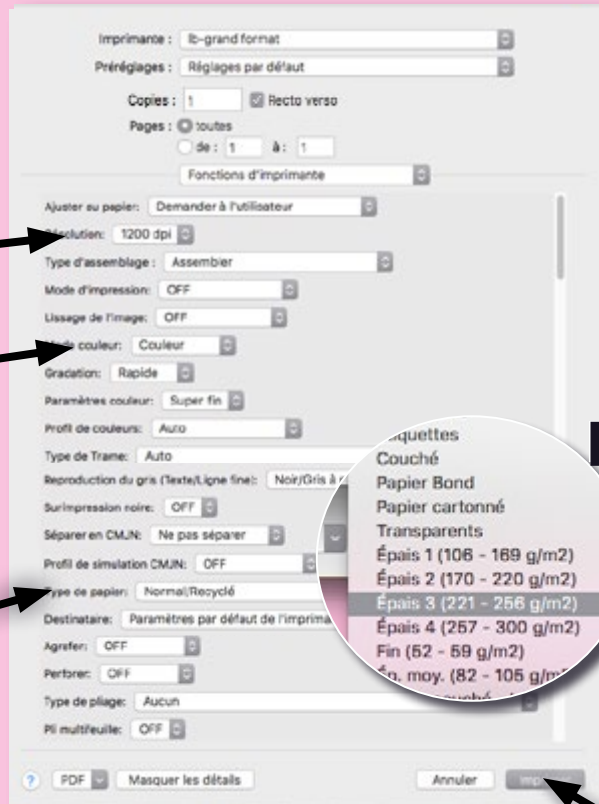 Imprimante : lb-grand format
Préréglages : Réglages par défaut
Copies : 1 Recto verso
Pages : toutes
de : 1 à : 1
Fonctions d'imprimante
Ajuster au papier: Demander à l'utilisateur
Résolution: 1200 dpi
Type d'assemblage : Assembler
Mode d'impression: OFF
Lissage de l'image: OFF
couleur: Couleur
Gradation: Rapide
Paramètres couleur: Super fin
Profil de couleurs: Auto
Type de Trame: Auto
Reproduction du gris (Texte/Ligne fine): Noir/Gris à
Surimpression noire: OFF
Séparer en CMJN: Ne pas séparer
Profil de simulation CMJN: OFF
Type de papier: Normal/Recyclé
Destinataire: Paramètres par défaut de l'imprima
Agrafer: OFF
Perforer: OFF
Type de pliage: Aucun
Pli multifeuille: OFF
? PDF Masquer les détails Annuler
quettes
Couché
Papier Bond
Papier cartonné
Transparents
Épais 1 (106 - 169 g/m2)
Épais 2 (170 - 220 g/m2)
Épais 3 (221 - 256 g/m2)
Épais 4 (257 - 300 g/m2)
Fin (52 - 59 g/m2)
Ép. moy. (82 - 105 g/m